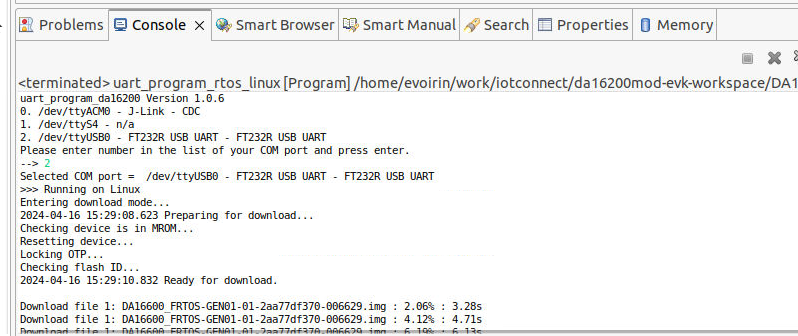 Problems Console Smart Browser Smart Manual Search Properties Memory
<terminated> uart_program_rtos_linux [Program] /home/evoirin/work/iotconnect/da16200mod-evk-workspace/DA1
uart_program_da16200 Version 1.0.6
0. /dev/ttyACM0 - J-Link - CDC
1. /dev/ttyS4 - n/a
2. /dev/ttyUSB0 - FT232R USB UART - FT232R USB UART
Please enter number in the list of your COM port and press enter.
--> 2
Selected COM port =  /dev/ttyUSB0 - FT232R USB UART - FT232R USB UART
>>> Running on Linux
Entering download mode...
2024-04-16 15:29:08.623 Preparing for download...
Checking device is in MROM...
Resetting device...
Locking OTP...
Checking flash ID...
2024-04-16 15:29:10.832 Ready for download.
Download file 1: DA16600_FRTOS-GEN01-01-2aa77df370-006629.img : 2.06% : 3.28s
Download file 1: DA16600_FRTOS-GEN01-01-2aa77df370-006629.img : 4.12% : 4.71s
Download file 1: DA16600_FRTOS-GEN01-01-2aa77df370-006629.img : 6.19% : 6.13s